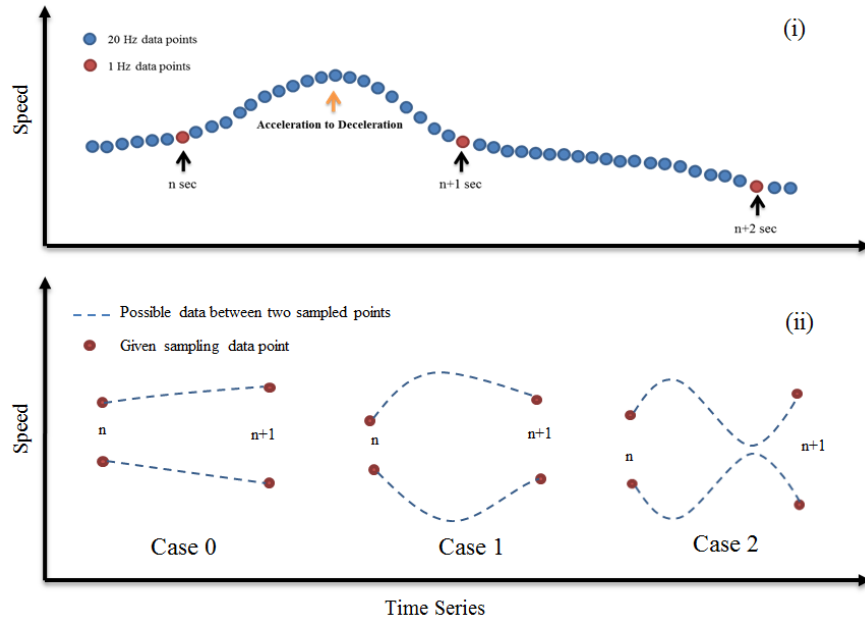 (i)
20 Hz data points
1 Hz data points
Speed
Acceleration to Deceleration
n sec
n+1 sec
n+2 sec
(ii)
Possible data between two sampled points
Given sampling data point
Speed
n
n+1
n
n+1
n
n+1
Case 0
Case 1
Case 2
Time Series